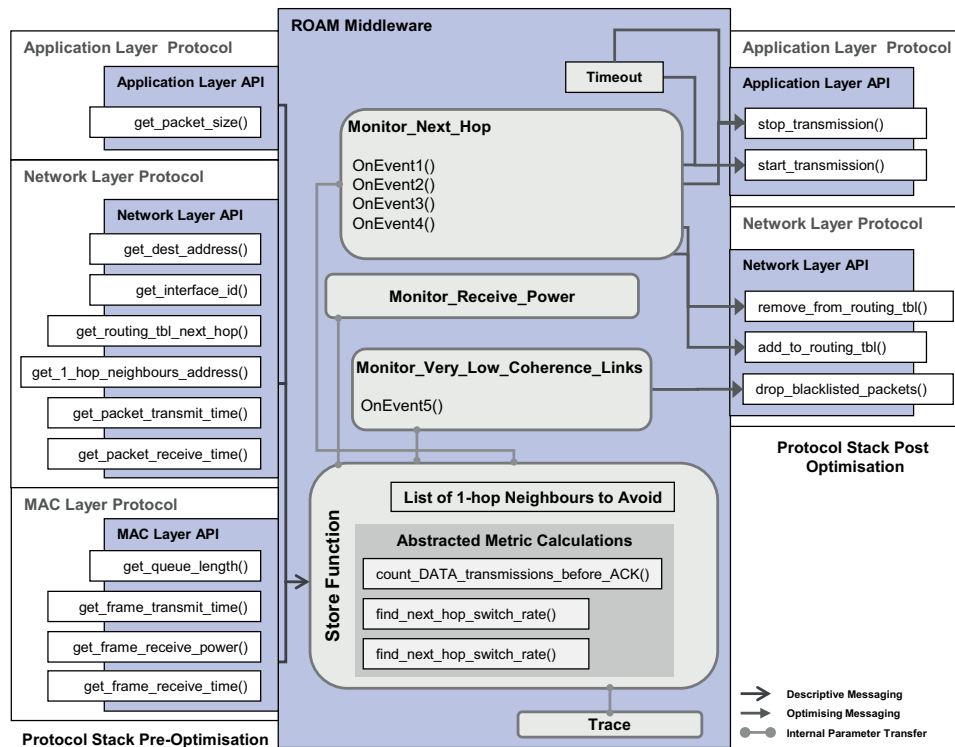 ROAM Middleware
Application Layer Protocol
Application Layer API
get_packet_size()
Network Layer Protocol
Network Layer API
get_dest_address()
get_interface_id()
get_routing_tbl_next_hop()
get_1_hop_neighbours_address()
get_packet_transmit_time()
get_packet_receive_time()
MAC Layer Protocol
MAC Layer API
get_queue_length()
get_frame_transmit_time()
get_frame_receive_power()
get_frame_receive_time()
Protocol Stack Pre-Optimisation
Timeout
Monitor_Next_Hop
OnEvent1()
OnEvent2()
OnEvent3()
OnEvent4()
Monitor_Receive_Power
Monitor_Very_Low_Coherence_Links
OnEvent5()
Store Function
List of 1-hop Neighbours to Avoid
Abstracted Metric Calculations
count_DATA_transmissions_before_ACK()
find_next_hop_switch_rate()
find_next_hop_switch_rate()
Trace
Application Layer Protocol
Application Layer API
stop_transmission()
start_transmission()
Network Layer Protocol
Network Layer API
remove_from_routing_tbl()
add_to_routing_tbl()
drop_blacklisted_packets()
Protocol Stack Post
Optimisation
Descriptive Messaging
Optimising Messaging
Internal Parameter Transfer